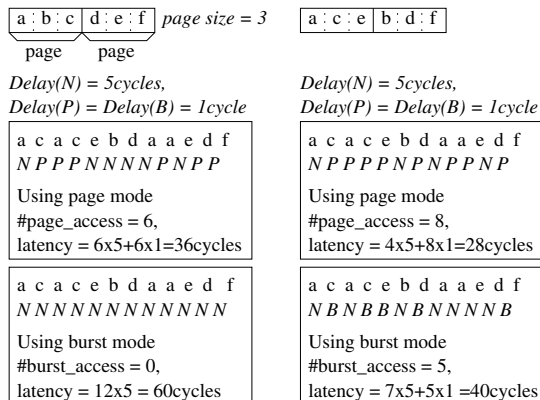 a b c d e f page size = 3
page page
Delay(N) = 5cycles,
Delay(P) = Delay(B) = 1cycle
a c a c e b d a a e d f
N P P P N N N N P N P P
Using page mode
#page_access = 6,
latency = 6x5+6x1=36cycles
a c a c e b d a a e d f
N N N N N N N N N N N N
Using burst mode
#burst_access = 0,
latency = 12x5 = 60cycles
a c e b d f
Delay(N) = 5cycles,
Delay(P) = Delay(B) = 1cycle
a c a c e b d a a e d f
N P P P P N P N P P N P
Using page mode
#page_access = 8,
latency = 4x5+8x1=28cycles
a c a c e b d a a e d f
N B N B B N B N N N N B
Using burst mode
#burst_access = 5,
latency = 7x5+5x1 =40cycles